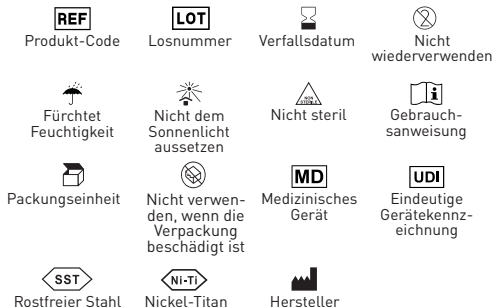 REF
LOT
2
Produkt-Code
Losnummer
Verfallsdatum
Nicht
wiederverwenden
NON
STERILE
i
Fürchtet
Feuchtigkeit
Nicht dem
Sonnenlicht
aussetzen
Nicht steril
Gebrauch-
sanweisung
MD
UDI
Packungseinheit
Nicht verwen-
den, wenn die
Verpackung
beschädigt ist
Medizinisches
Gerät
Eindeutige
Gerätekennz-
eichnung
SST
Ni-Ti
Rostfreier Stahl
Nickel-Titan
Hersteller